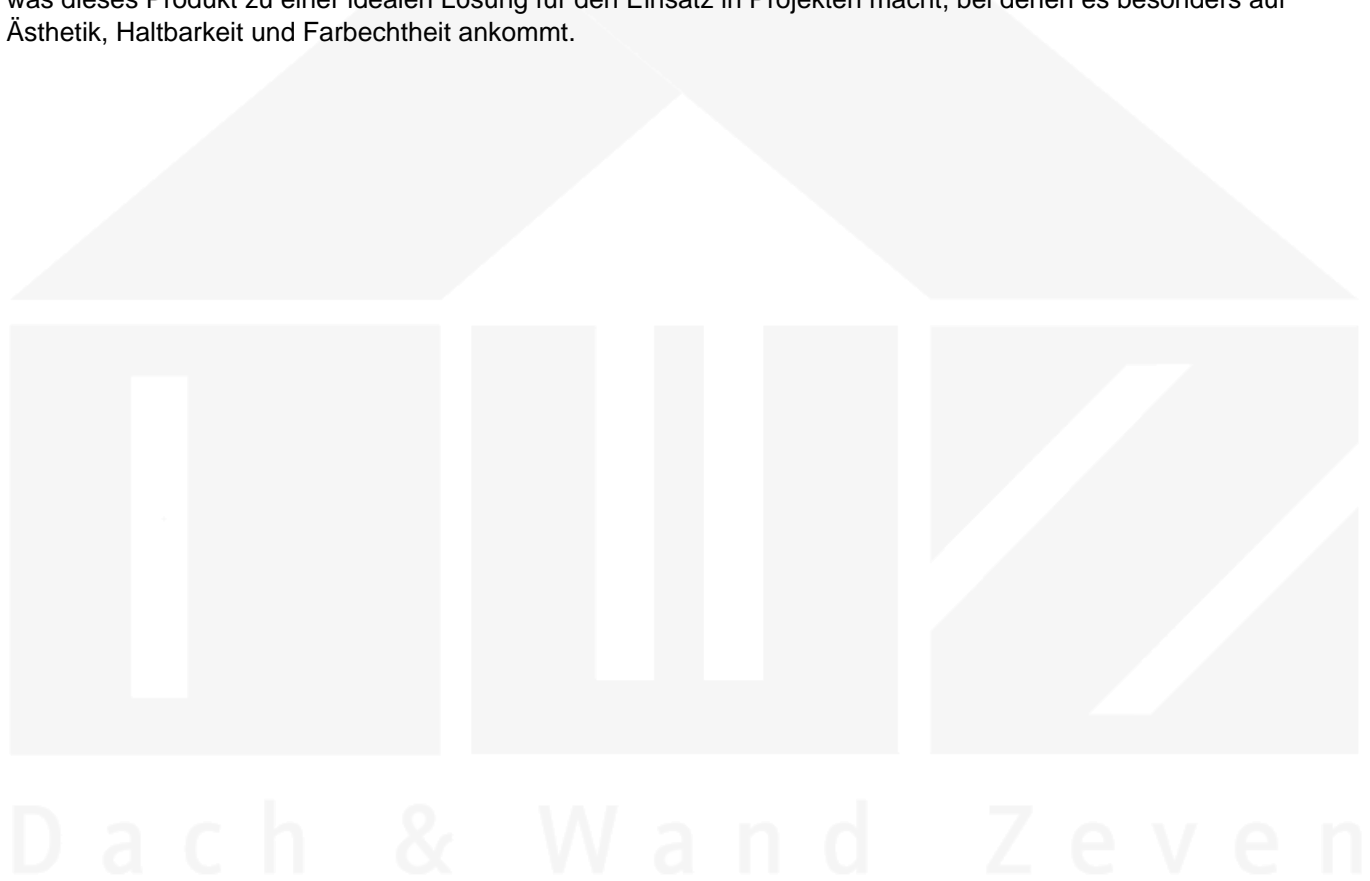 was dieses Produkt zu einer idealen Lösung für den Einsatz in Projekten macht, bei denen es besonders auf
Ästhetik, Haltbarkeit und Farbechtheit ankommt.
Dach & Wand Zeven